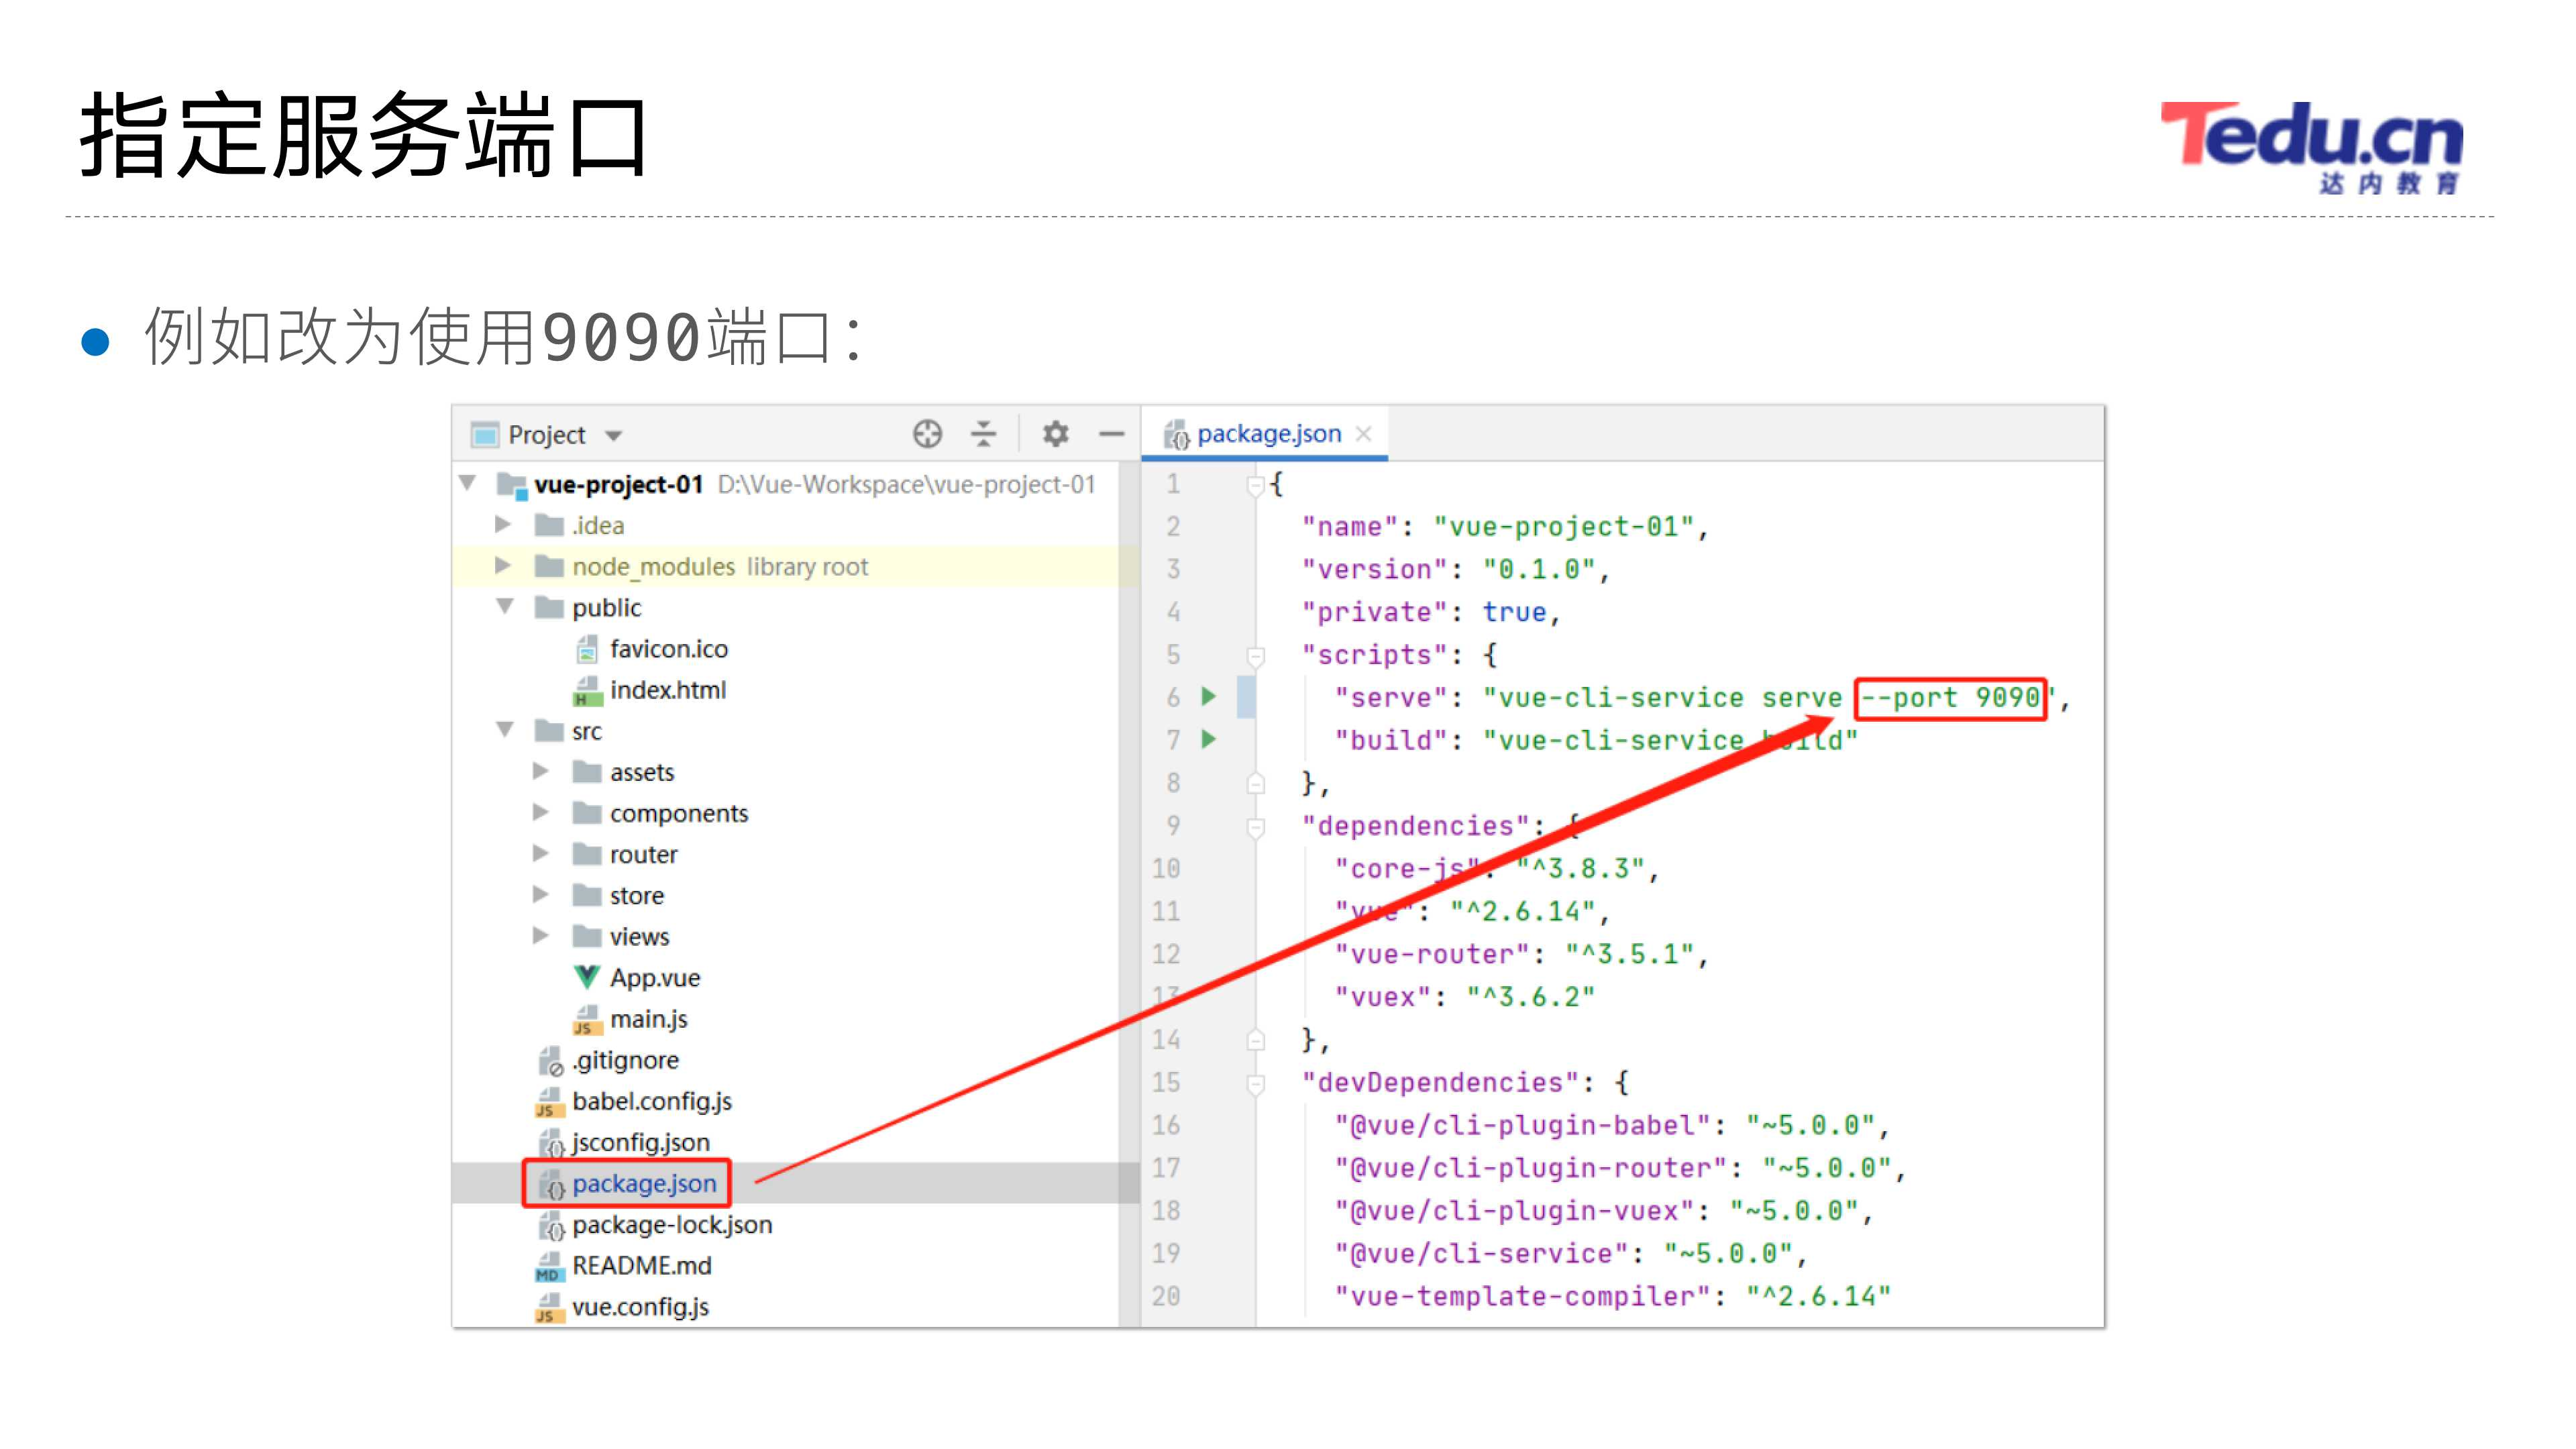 指定服务端口
Tedu.cn
达内教育
例如改为使用9090端口：
Project
vue-project-01 D:\Vue-Workspace\vue-project-01
.idea
node_modules library root
public
favicon.ico
index.html
src
assets
components
router
store
views
App.vue
main.js
.gitignore
babel.config.js
jsconfig.json
package.json
package-lock.json
README.md
vue.config.js
package.json
1 {
2 "name": "vue-project-01",
3 "version": "0.1.0",
4 "private": true,
5 "scripts": {
6 "serve": "vue-cli-service serve --port 9090",
7 "build": "vue-cli-service build"
8 },
9 "dependencies": {
10 "core-js": "^3.8.3",
11 "vue": "^2.6.14",
12 "vue-router": "^3.5.1",
13 "vuex": "^3.6.2"
14 },
15 "devDependencies": {
16 "@vue/cli-plugin-babel": "~5.0.0",
17 "@vue/cli-plugin-router": "~5.0.0",
18 "@vue/cli-plugin-vuex": "~5.0.0",
19 "@vue/cli-service": "~5.0.0",
20 "vue-template-compiler": "^2.6.14"